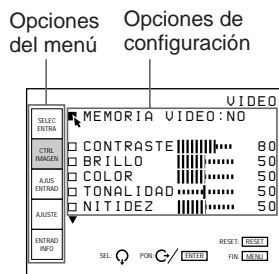 Opciones del menú
Opciones de configuración
VIDEO
SELEC ENTRA
CTRL IMAGEN
AJUS ENTRAD
AJUSTE
ENTRAD INFO
MEMORIA VIDEO:NO
CONTRASTE 80
BRILLO 50
COLOR 50
TONALIDAD 50
NITIDEZ 50
SEL: PON: / ENTER
RESET: RESET
FIN: MENU